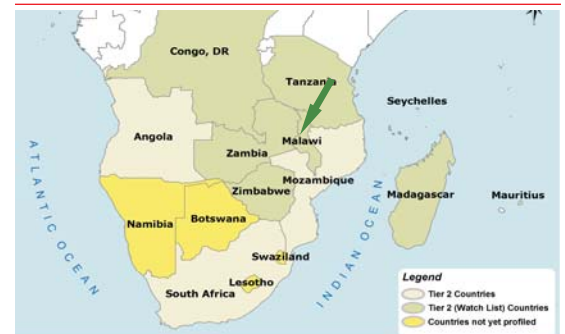 Congo, DR
Tanzania
Seychelles
Angola
Malawi
Zambia
Mozambique
Zimbabwe
Madagascar
Mauritius
Namibia
Botswana
Swaziland
Lesotho
South Africa
ATLANTIC OCEAN
INDIAN OCEAN
Legend
Tier 2 Countries
Tier 2 (Watch List) Countries
Countries not yet profiled